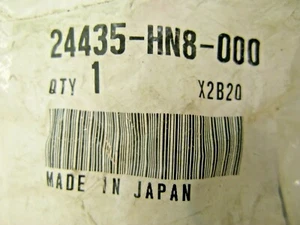 24435-HN8-000
QTY 1 X2B20
MADE IN JAPAN